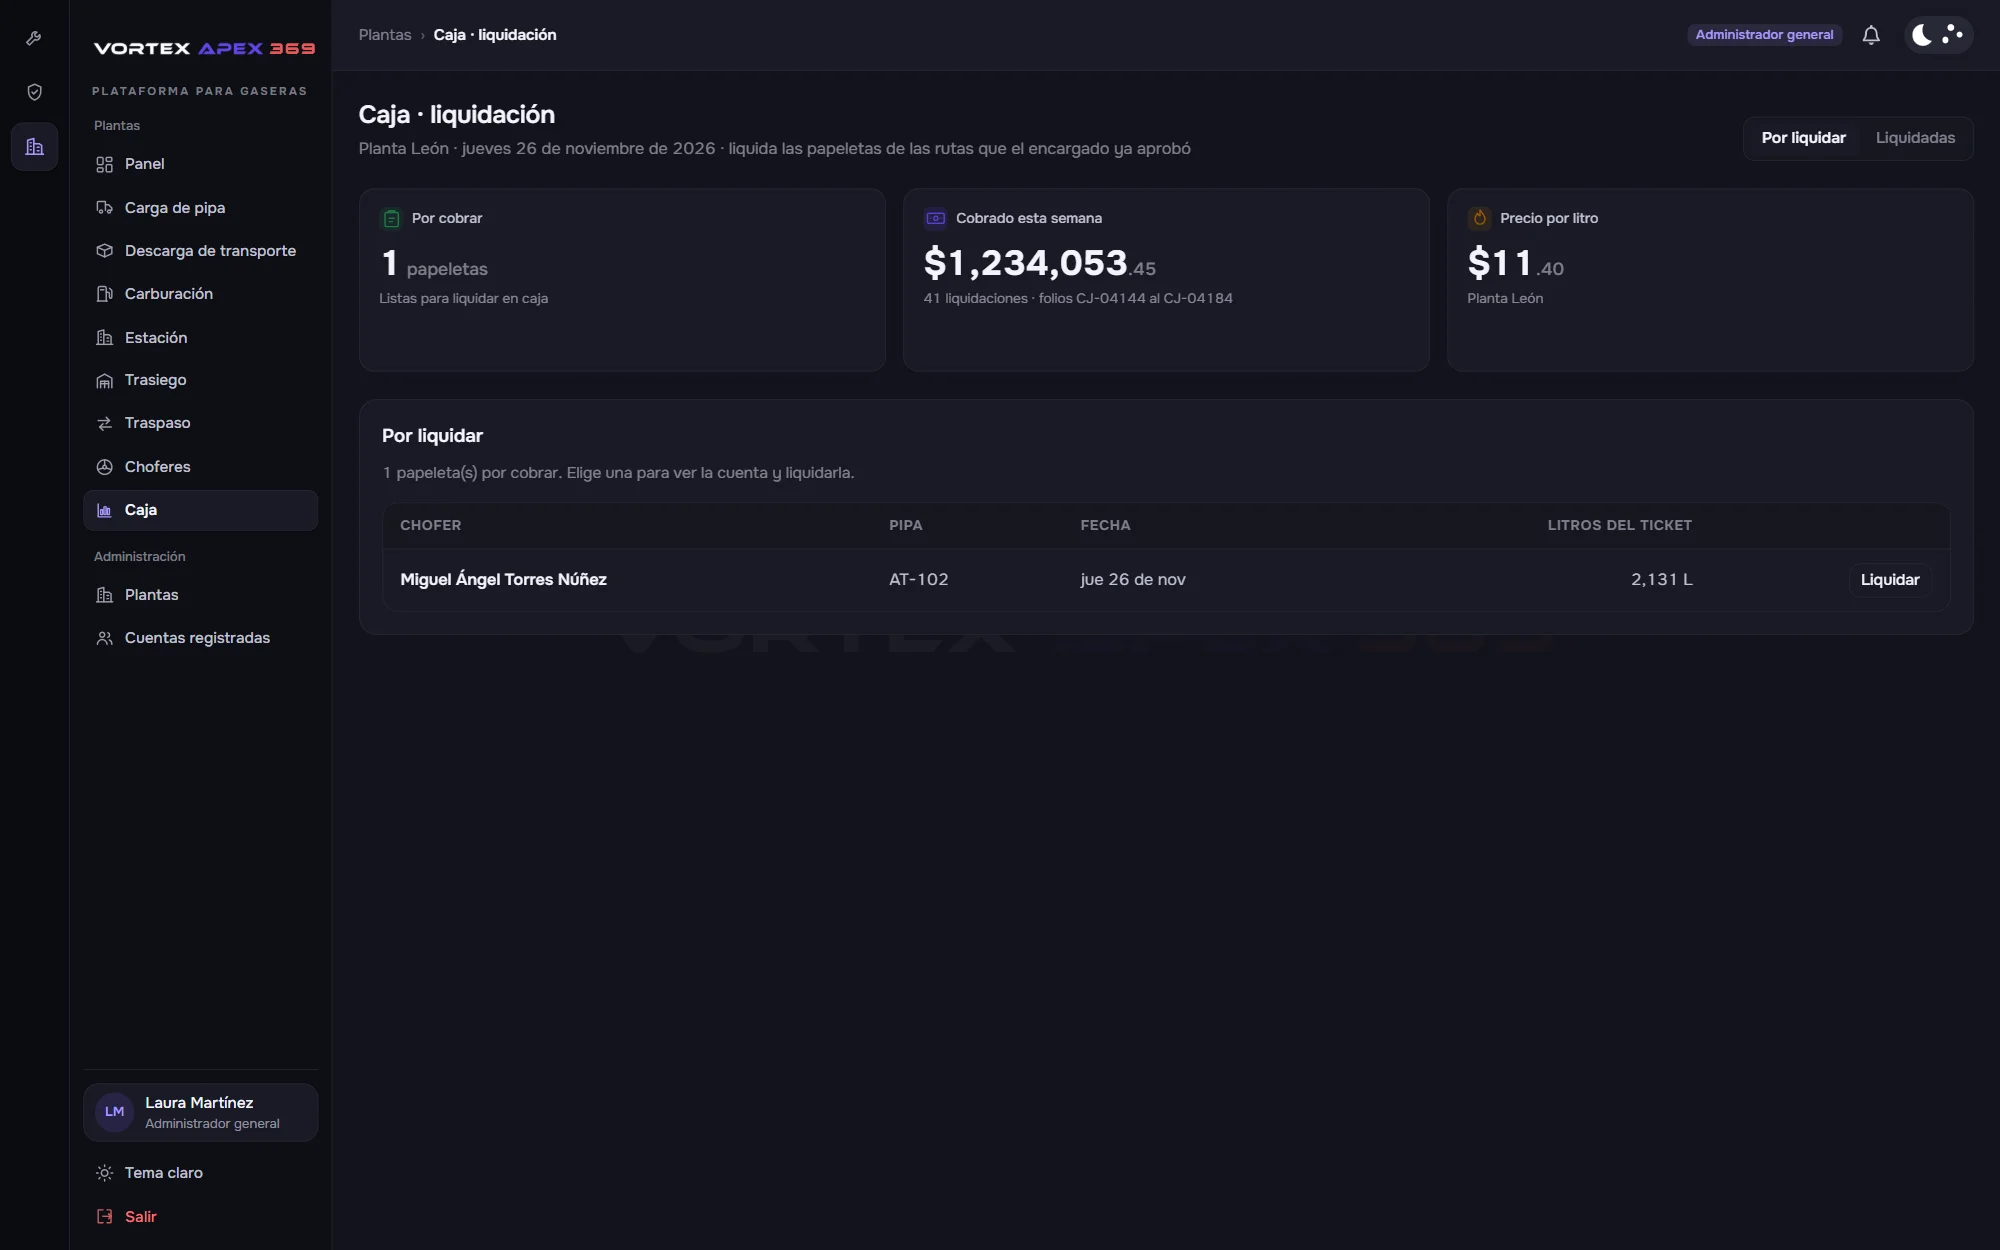 VORTEX APEX 369
PLATAFORMA PARA GASERAS
Plantas
Panel
Carga de pipa
Descarga de transporte
Carburación
Estación
Trasiego
Traspaso
Choferes
Caja
Administración
Plantas
Cuentas registradas
LM
Laura Martínez
Administrador general
Tema claro
Salir
Plantas › Caja · liquidación
Administrador general
Caja · liquidación
Planta León · jueves 26 de noviembre de 2026 · liquida las papeletas de las rutas que el encargado ya aprobó
Por liquidar
Liquidadas
Por cobrar
1 papeletas
Listas para liquidar en caja
Cobrado esta semana
$1,234,053.45
41 liquidaciones · folios CJ-04144 al CJ-04184
Precio por litro
$11.40
Planta León
Por liquidar
1 papeleta(s) por cobrar. Elige una para ver la cuenta y liquidarla.
CHOFER PIPA FECHA LITROS DEL TICKET
Miguel Ángel Torres Núñez AT-102 jue 26 de nov 2,131 L Liquidar